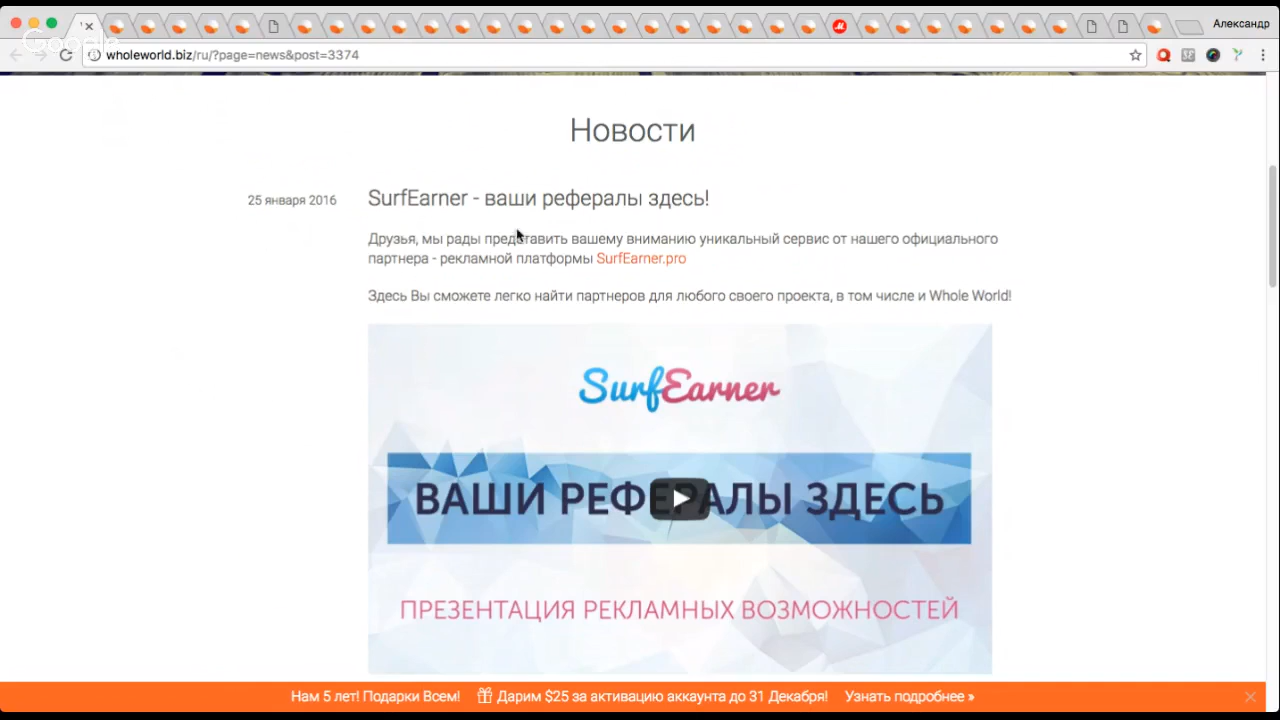 Александр
Google
wholeworld.biz/ru/?page=news&post=3374
Новости
25 января 2016
SurfEarner - ваши рефералы здесь!
Друзья, мы рады представить вашему вниманию уникальный сервис от нашего официального
партнера - рекламной платформы SurfEarner.pro
Здесь Вы сможете легко найти партнеров для любого своего проекта, в том числе и Whole World!
SurfEarner
ВАШИ РЕФЕРАЛЫ ЗДЕСЬ
ПРЕЗЕНТАЦИЯ РЕКЛАМНЫХ ВОЗМОЖНОСТЕЙ
Нам 5 лет! Подарки Всем! Дарим $25 за активацию аккаунта до 31 Декабря! Узнать подробнее »